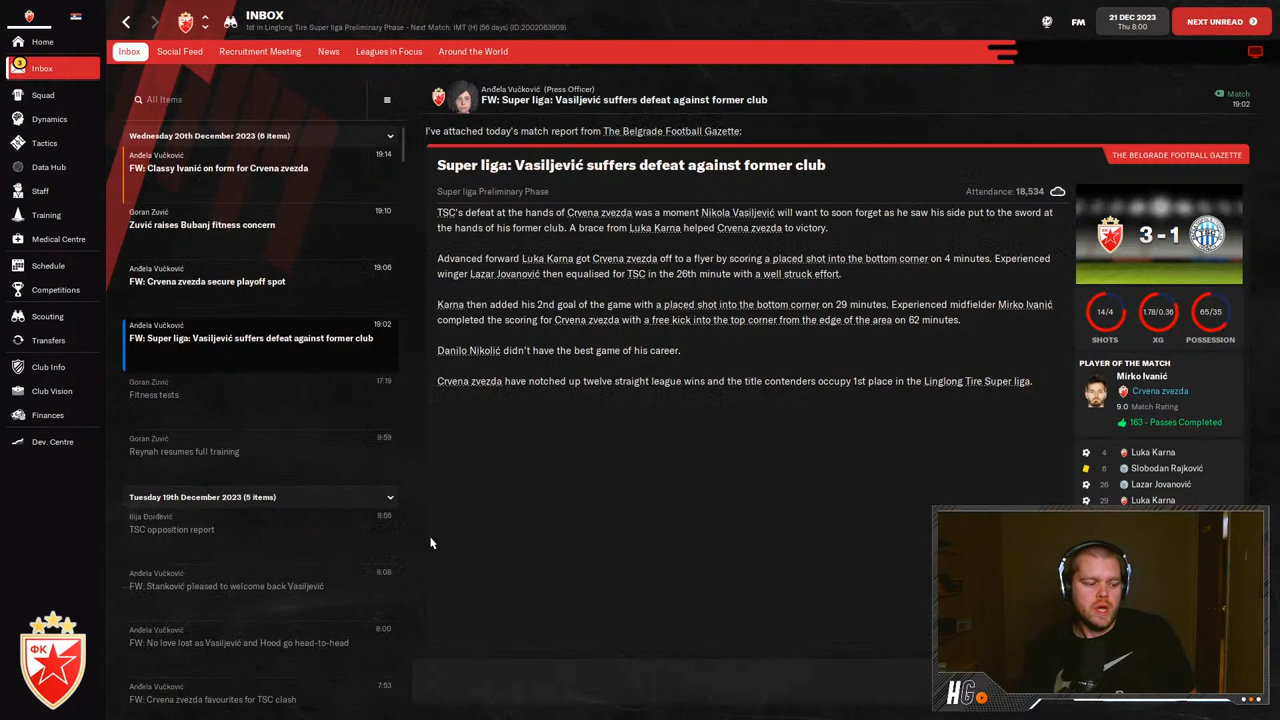 INBOX
1st in Linglong Tire Super liga Preliminary Phase - Next Match: IMT (H) (56 days) (ID:2002063909)
FM
21 DEC 2023
Thu 8:00
NEXT UNREAD
Home
3
Inbox
Squad
Dynamics
Tactics
Data Hub
Staff
Training
Medical Centre
Schedule
Competitions
Scouting
Transfers
Club Info
Club Vision
Finances
Dev. Centre
ФК
Inbox
Social Feed
Recruitment Meeting
News
Leagues in Focus
Around the World
All Items
Wednesday 20th December 2023 (6 items)
Anđela Vučković
19:14
FW: Classy Ivanić on form for Crvena zvezda
Goran Zuvić
19:10
Zuvić raises Bubanj fitness concern
Anđela Vučković
19:06
FW: Crvena zvezda secure playoff spot
Anđela Vučković
19:02
FW: Super liga: Vasiljević suffers defeat against former club
Goran Zuvić
17:19
Fitness tests
Goran Zuvić
9:59
Reynah resumes full training
Tuesday 19th December 2023 (5 items)
Ilija Đorđević
8:56
TSC opposition report
Anđela Vučković
8:08
FW: Stanković pleased to welcome back Vasiljević
Anđela Vučković
8:00
FW: No love lost as Vasiljević and Hood go head-to-head
Anđela Vučković
7:53
FW: Crvena zvezda favourites for TSC clash
Anđela Vučković (Press Officer)
FW: Super liga: Vasiljević suffers defeat against former club
Match
19:02
I've attached today's match report from The Belgrade Football Gazette:
THE BELGRADE FOOTBALL GAZETTE
Super liga: Vasiljević suffers defeat against former club
Super liga Preliminary Phase
Attendance: 18,534
TSC's defeat at the hands of Crvena zvezda was a moment Nikola Vasiljević will want to soon forget as he saw his side put to the sword
at the hands of his former club. A brace from Luka Karna helped Crvena zvezda to victory.
Advanced forward Luka Karna got Crvena zvezda off to a flyer by scoring a placed shot into the bottom corner on 4 minutes. Experienced
winger Lazar Jovanović then equalised for TSC in the 26th minute with a well struck effort.
Karna then added his 2nd goal of the game with a placed shot into the bottom corner on 29 minutes. Experienced midfielder Mirko Ivanić
completed the scoring for Crvena zvezda with a free kick into the top corner from the edge of the area on 62 minutes.
Danilo Nikolić didn't have the best game of his career.
Crvena zvezda have notched up twelve straight league wins and the title contenders occupy 1st place in the Linglong Tire Super liga.
3-1
TSC
14/4
1.78/0.36
65/35
SHOTS
XG
POSSESSION
PLAYER OF THE MATCH
Mirko Ivanić
Crvena zvezda
9.0 Match Rating
163 - Passes Completed
4 Luka Karna
6 Slobodan Rajković
26 Lazar Jovanović
29 Luka Karna
HG